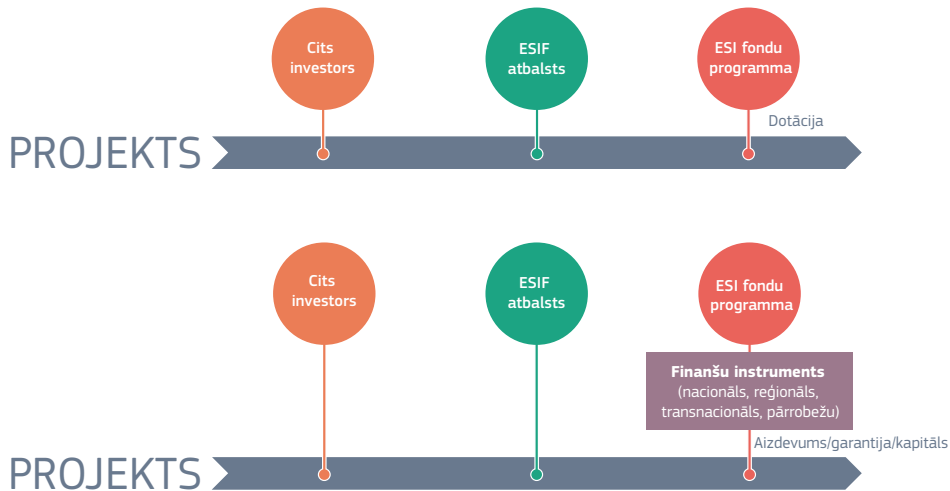 Cits
investors
ESIF
atbalsts
ESI fondu
programma
Dotācija
PROJEKTS
Cits
investors
ESIF
atbalsts
ESI fondu
programma
Finanšu instruments
(nacionāls, reģionāls,
transnacionāls, pārrobežu)
Aizdevums/garantija/kapitāls
PROJEKTS